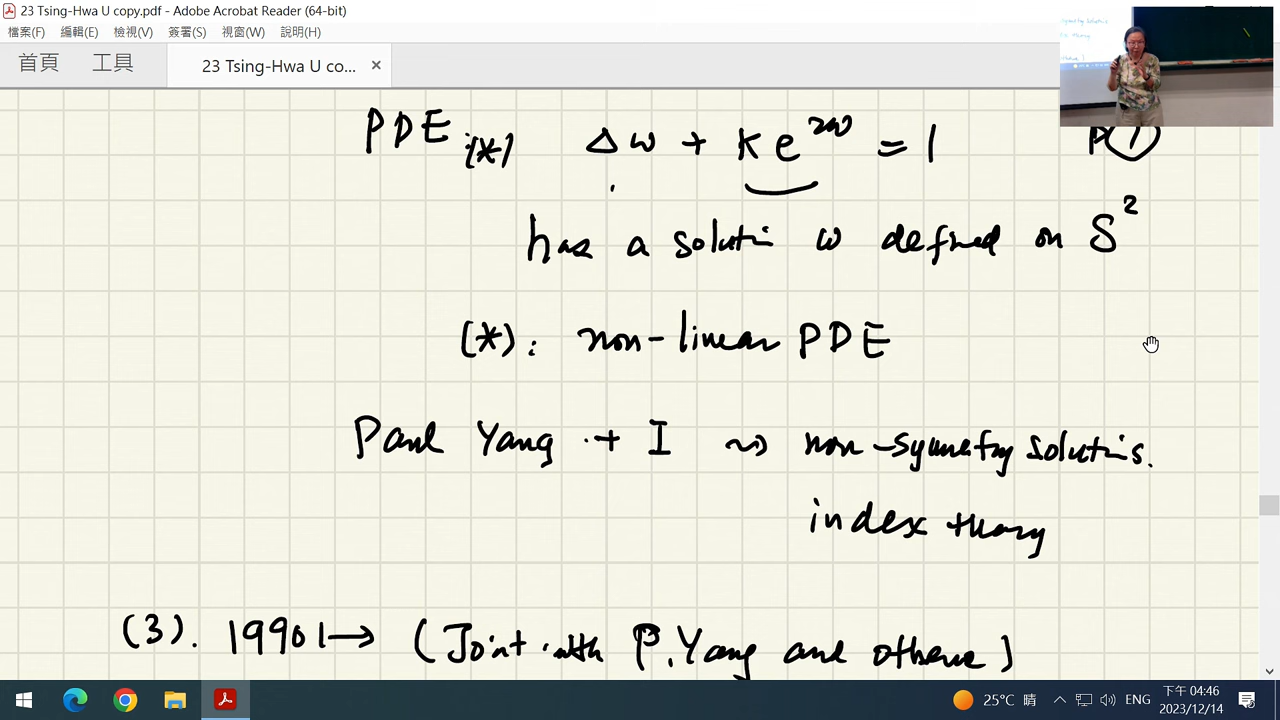 23 Tsing-Hwa U copy.pdf - Adobe Acrobat Reader (64-bit)
檔案(F) 編輯(E) 檢視(V) 簽署(S) 視窗(W) 說明(H)
首頁 工具 23 Tsing-Hwa U co... ×
PDE (*) Δw + K e^{2w} = 1
has a soluti w defined on S²
(*): non-linear PDE
Paul Yang + I ⇝ non-symmetry solutions.
index theory
(3). 1990 → (Joint with P. Yang and others)
25°C 晴 ENG 下午 04:46
2023/12/14